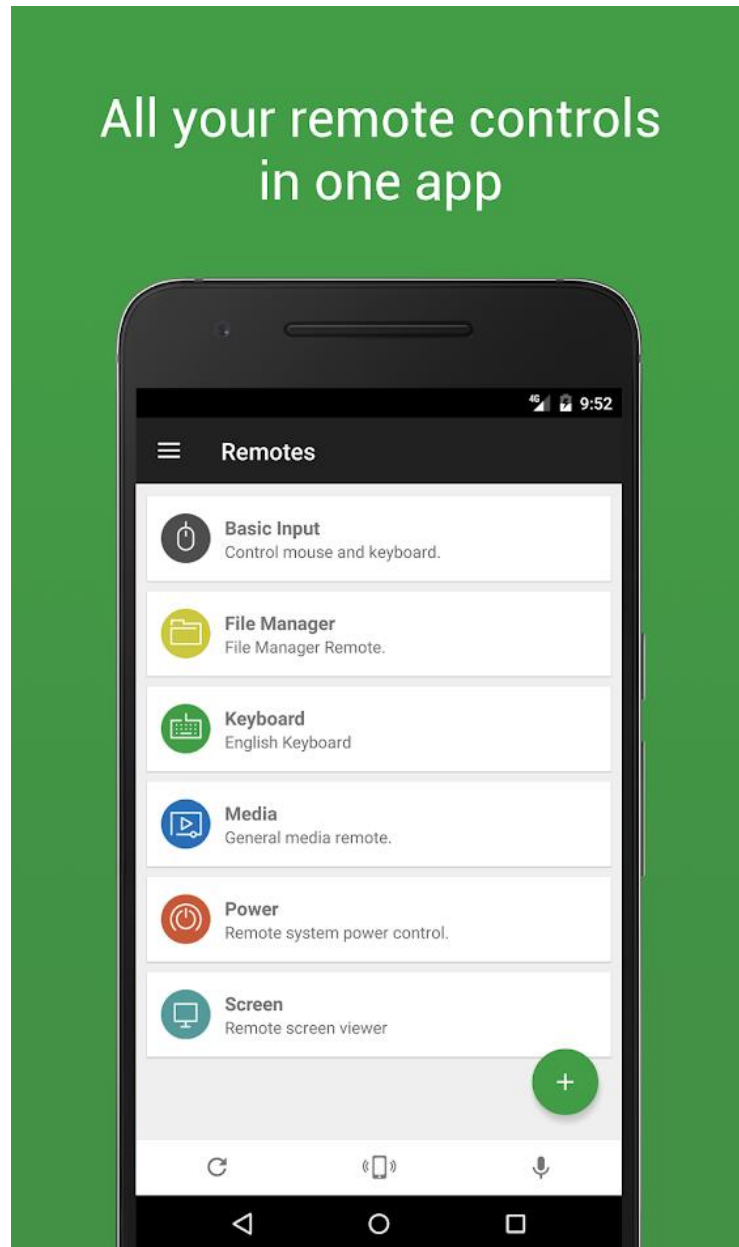 All your remote controls
in one app
4G 9:52
Remotes
Basic Input
Control mouse and keyboard.
File Manager
File Manager Remote.
Keyboard
English Keyboard
Media
General media remote.
Power
Remote system power control.
Screen
Remote screen viewer
+